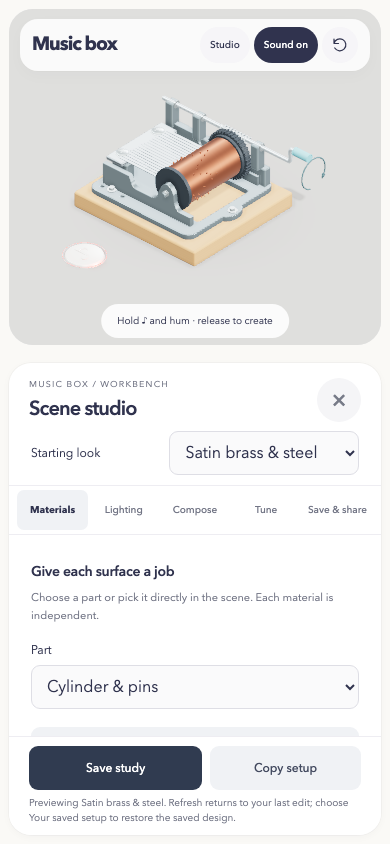 Music box
Studio
Sound on
Hold ♪ and hum · release to create
MUSIC BOX / WORKBENCH
Scene studio
Starting look
Satin brass & steel
Materials
Lighting
Compose
Tune
Save & share
Give each surface a job
Choose a part or pick it directly in the scene. Each material is
independent.
Part
Cylinder & pins
Save study
Copy setup
Previewing Satin brass & steel. Refresh returns to your last edit; choose
Your saved setup to restore the saved design.